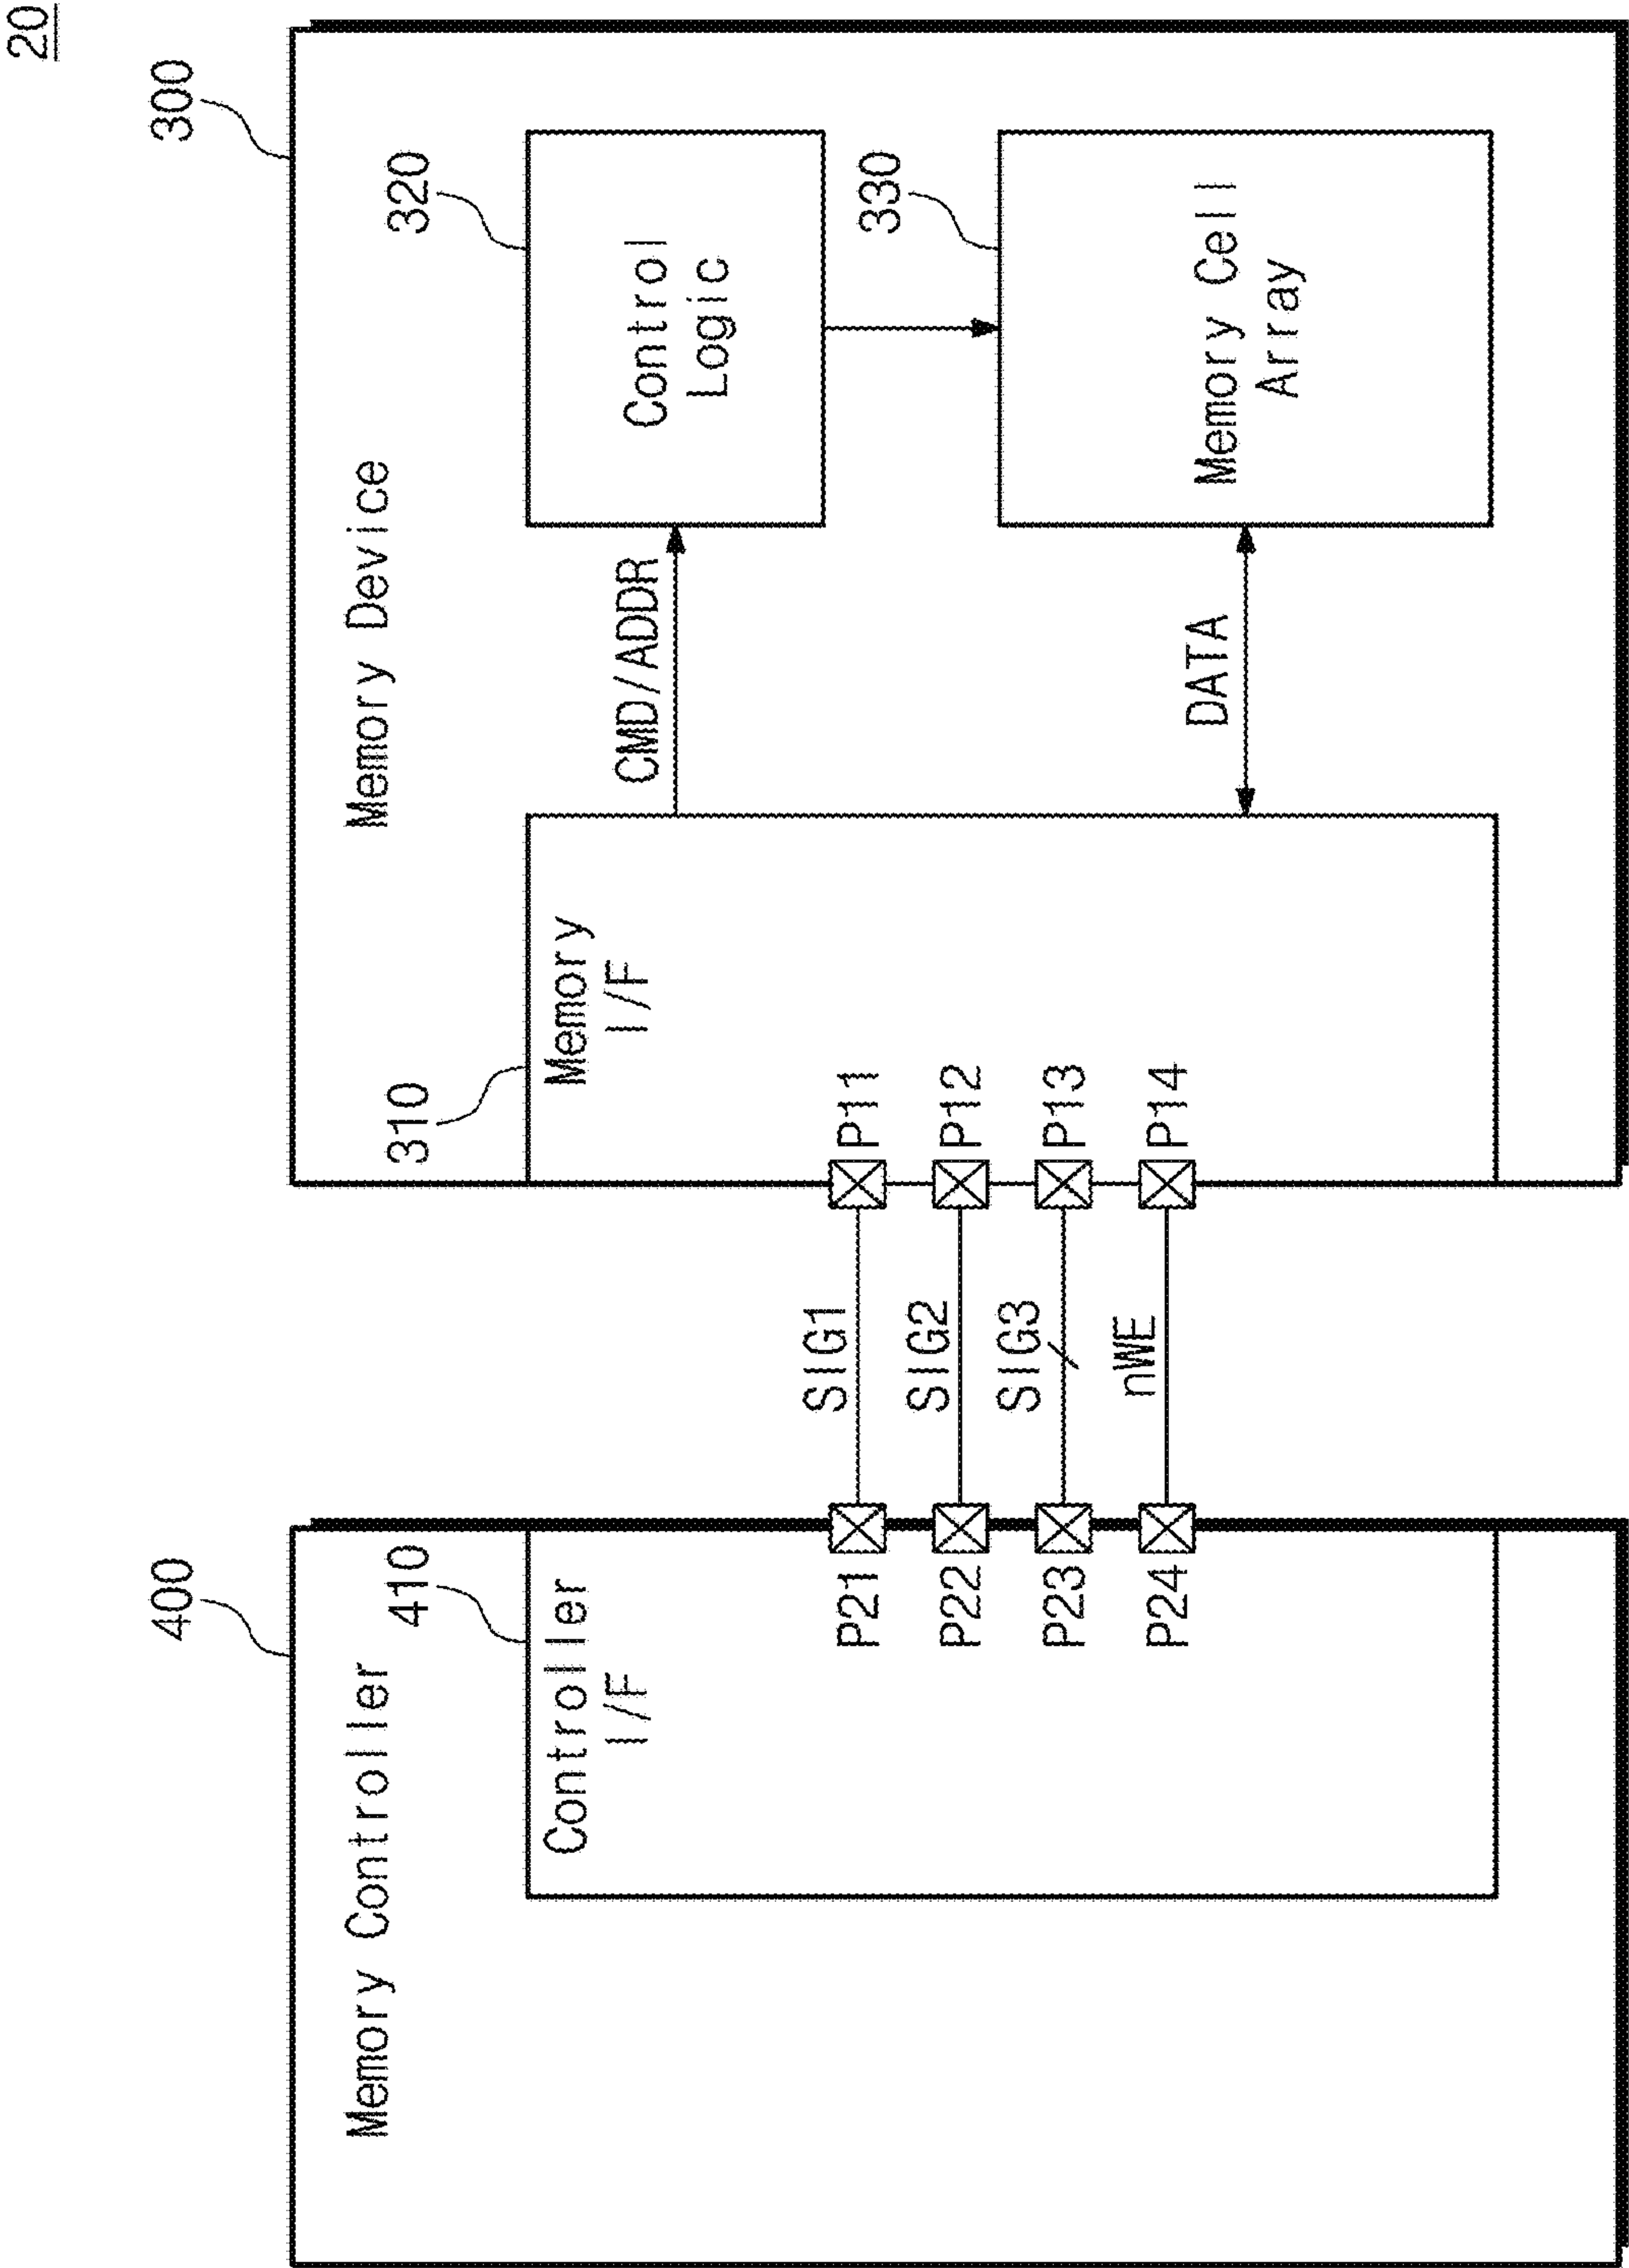 20
400
300
Memory Controller
Memory Device
410
310
320
Controller
I/F
Memory
I/F
CMD/ADDR
Control
Logic
P21
SIG1
P11
P22
SIG2
P12
330
P23
SIG3
P13
P24
nWE
P14
DATA
Memory Cell
Array